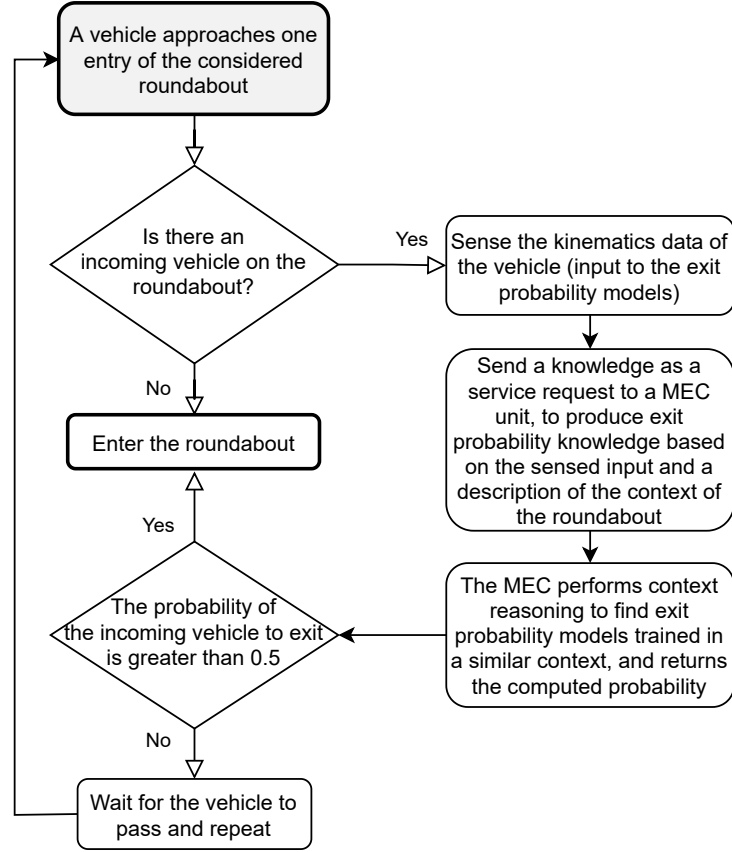 A vehicle approaches one
entry of the considered
roundabout
Is there an
incoming vehicle on the
roundabout?
Yes
Sense the kinematics data of
the vehicle (input to the exit
probability models)
No
Send a knowledge as a
service request to a MEC
unit, to produce exit
probability knowledge based
on the sensed input and a
description of the context of
the roundabout
Enter the roundabout
Yes
The MEC performs context
reasoning to find exit
probability models trained in
a similar context, and returns
the computed probability
The probability of
the incoming vehicle to exit
is greater than 0.5
No
Wait for the vehicle to
pass and repeat